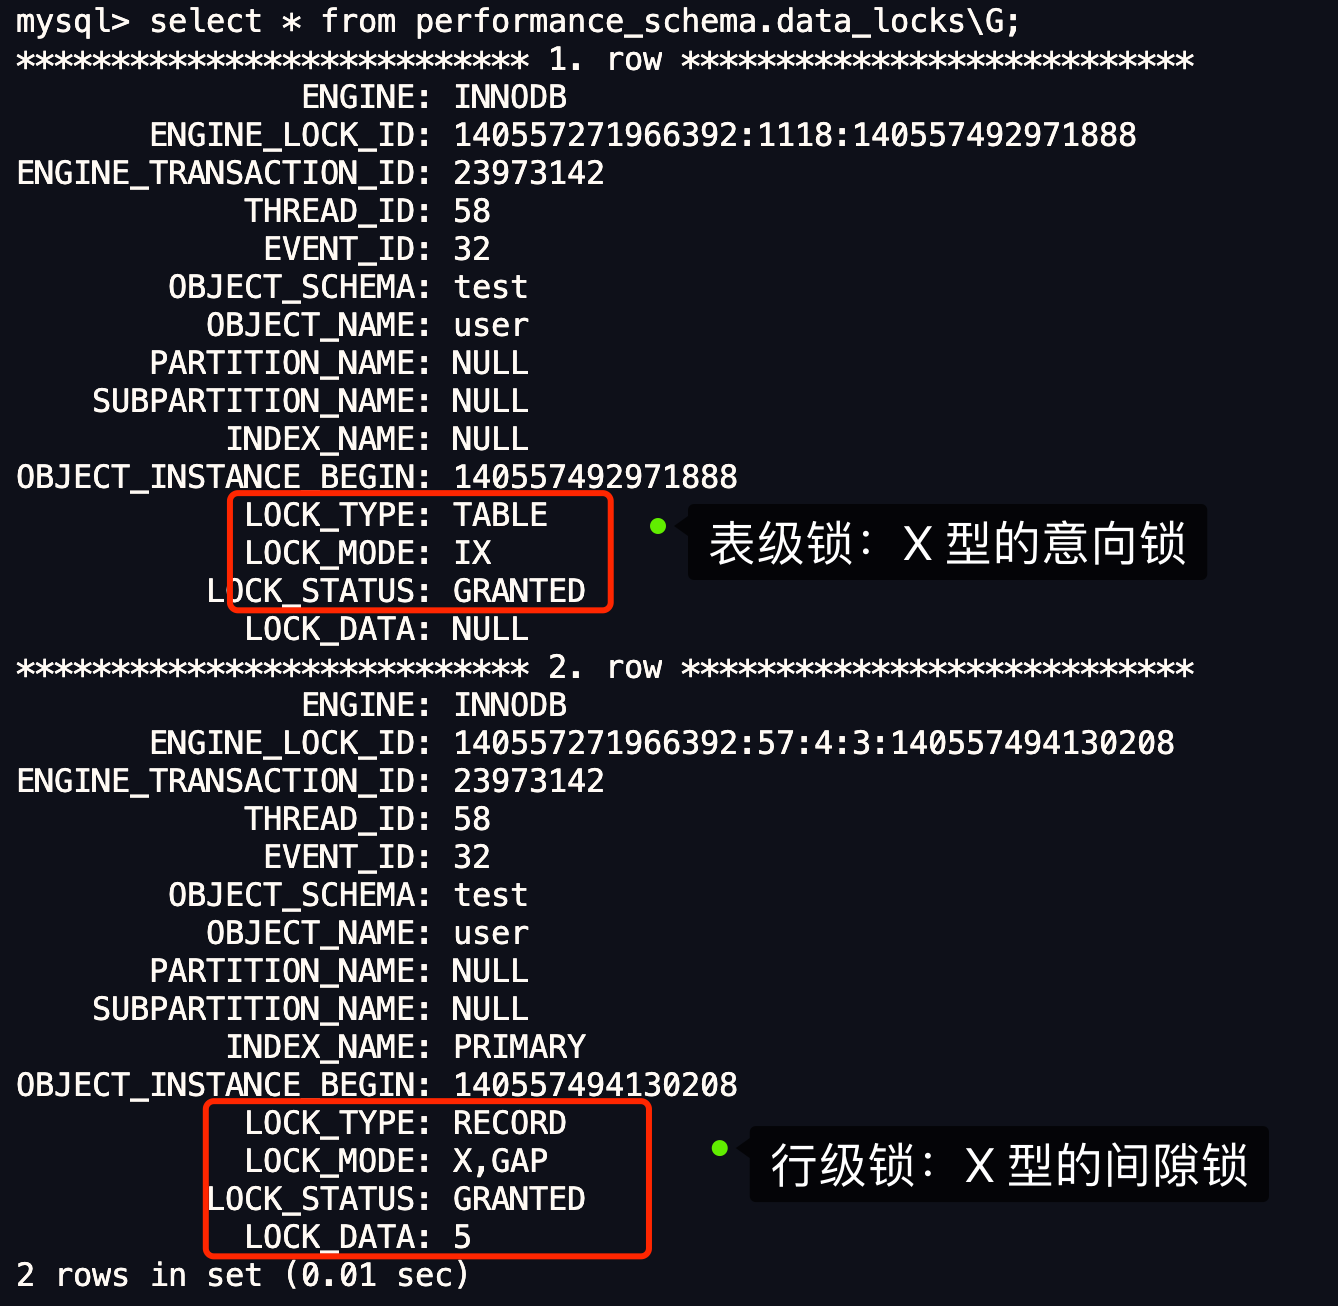 mysql> select * from performance_schema.data_locks\G;
*************************** 1. row ***************************
ENGINE: INNODB
ENGINE_LOCK_ID: 140557271966392:1118:140557492971888
ENGINE_TRANSACTION_ID: 23973142
THREAD_ID: 58
EVENT_ID: 32
OBJECT_SCHEMA: test
OBJECT_NAME: user
PARTITION_NAME: NULL
SUBPARTITION_NAME: NULL
INDEX_NAME: NULL
OBJECT_INSTANCE_BEGIN: 140557492971888
LOCK_TYPE: TABLE
LOCK_MODE: IX
表级锁：X 型的意向锁
LOCK_STATUS: GRANTED
LOCK_DATA: NULL
*************************** 2. row ***************************
ENGINE: INNODB
ENGINE_LOCK_ID: 140557271966392:57:4:3:140557494130208
ENGINE_TRANSACTION_ID: 23973142
THREAD_ID: 58
EVENT_ID: 32
OBJECT_SCHEMA: test
OBJECT_NAME: user
PARTITION_NAME: NULL
SUBPARTITION_NAME: NULL
INDEX_NAME: PRIMARY
OBJECT_INSTANCE_BEGIN: 140557494130208
LOCK_TYPE: RECORD
LOCK_MODE: X,GAP
行级锁：X 型的间隙锁
LOCK_STATUS: GRANTED
LOCK_DATA: 5
2 rows in set (0.01 sec)